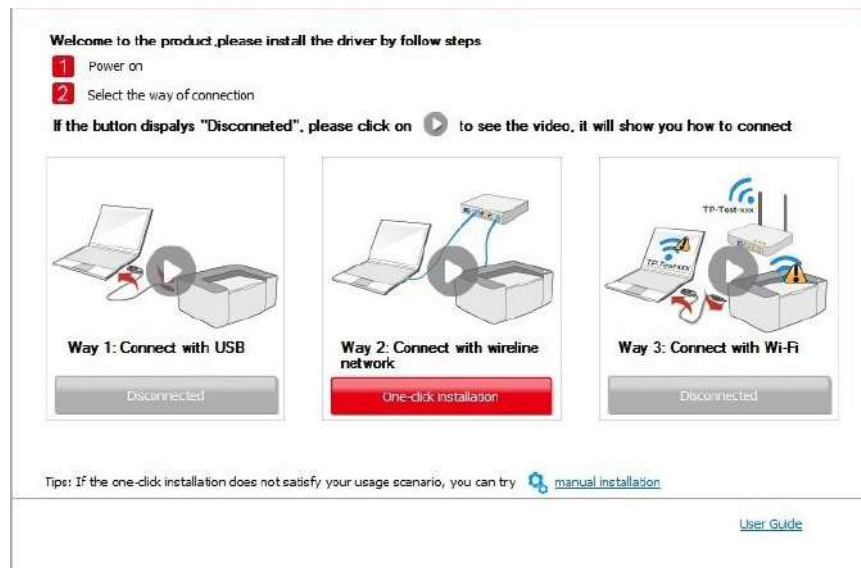 Welcome to the product,please install the driver by follow steps
1 Power on
2 Select the way of connection
If the button dispalys "Disconneted", please click on to see the video, it will show you how to connect
TP-Test-xxx
TP-Test-xxx
Way 1: Connect with USB
Disconnected
Way 2: Connect with wireline
network
One-click installation
Way 3: Connect with Wi-Fi
Disconnected
Tips: If the one-click installation does not satisfy your usage scenario, you can try manual installation
User Guide